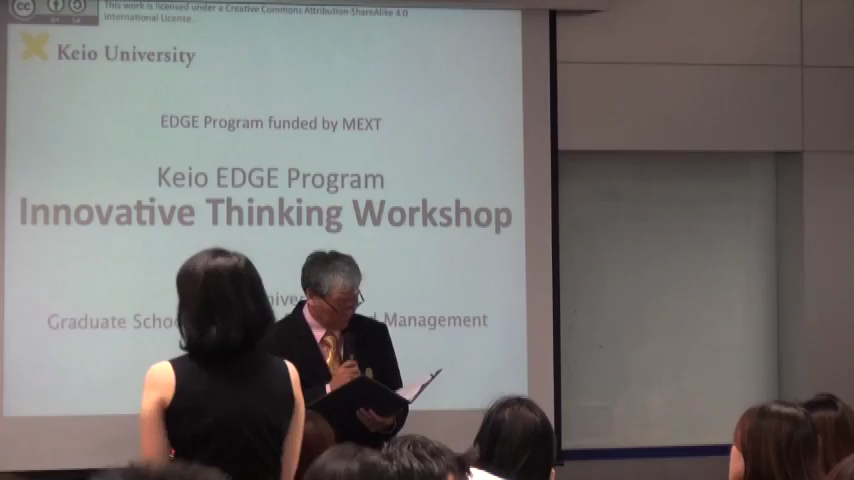 This work is licensed under a Creative Commons Attribution-ShareAlike 4.0
International License.
Keio University
EDGE Program funded by MEXT
Keio EDGE Program
Innovative Thinking Workshop
Graduate Management